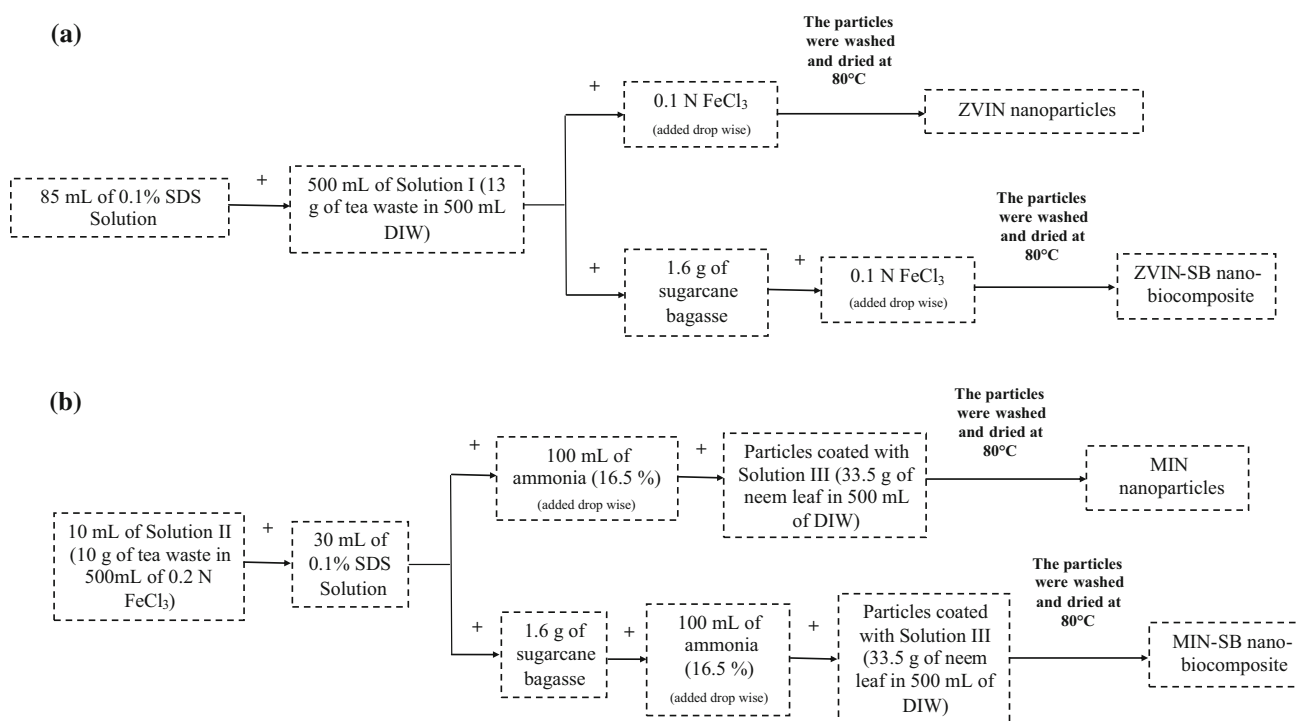 (a)
85 mL of 0.1% SDS
Solution
+
500 mL of Solution I (13
g of tea waste in 500 mL
DIW)
+
0.1 N FeCl₃
(added drop wise)
The particles
were washed
and dried at
80°C
ZVIN nanoparticles
+
1.6 g of
sugarcane
bagasse
+
0.1 N FeCl₃
(added drop wise)
The particles
were washed
and dried at
80°C
ZVIN-SB nano-
biocomposite
(b)
10 mL of Solution II
(10 g of tea waste in
500mL of 0.2 N
FeCl₃)
+
30 mL of
0.1% SDS
Solution
+
100 mL of
ammonia (16.5 %)
(added drop wise)
+
Particles coated with
Solution III (33.5 g of
neem leaf in 500 mL
of DIW)
The particles
were washed
and dried at
80°C
MIN
nanoparticles
+
1.6 g of
sugarcane
bagasse
+
100 mL of
ammonia
(16.5 %)
(added drop wise)
+
Particles coated
with Solution III
(33.5 g of neem
leaf in 500 mL of
DIW)
The particles
were washed
and dried at
80°C
MIN-SB nano-
biocomposite